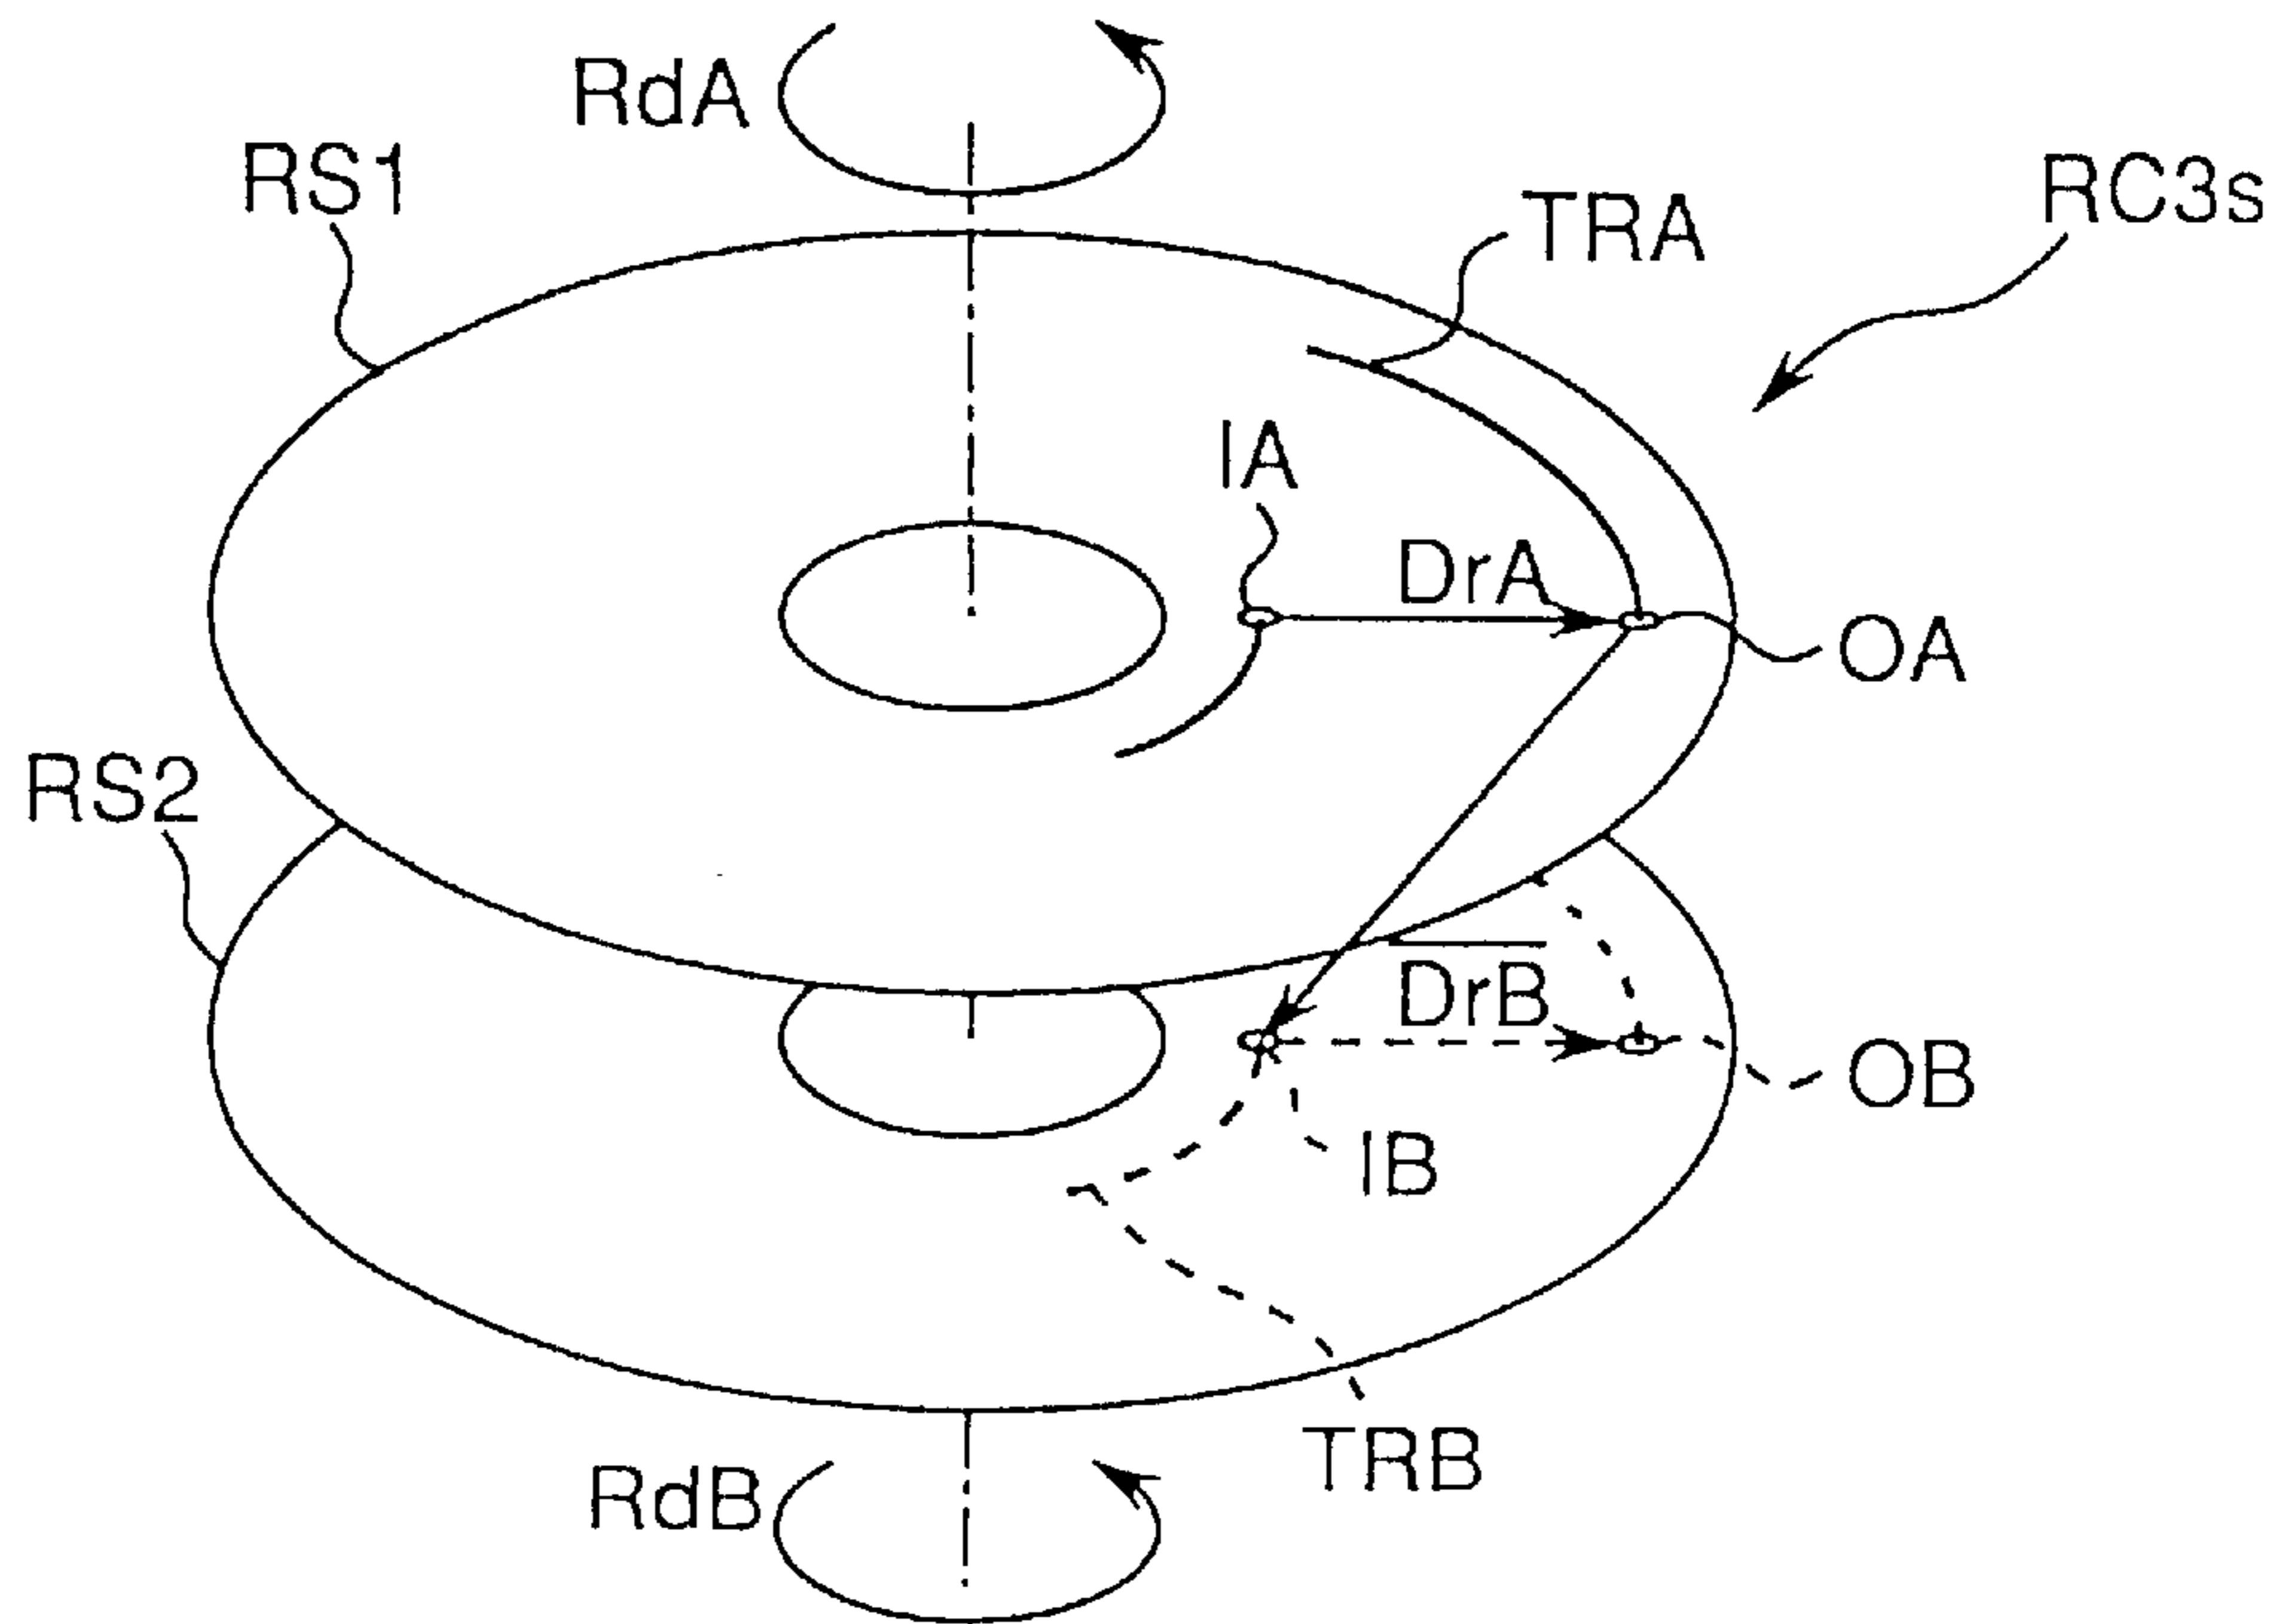 RdA
RS1
RC3s
TRA
IA
DrA
OA
RS2
DrB
OB
IB
TRB
RdB